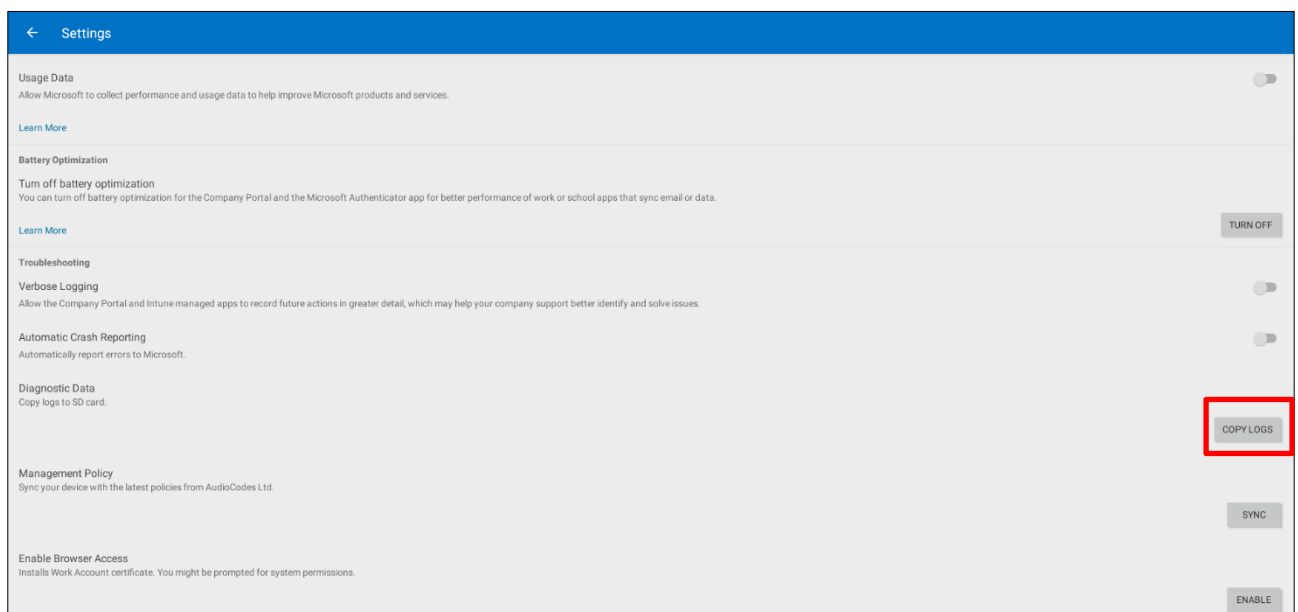 Settings
Usage Data
Allow Microsoft to collect performance and usage data to help improve Microsoft products and services.
Learn More
Battery Optimization
Turn off battery optimization
You can turn off battery optimization for the Company Portal and the Microsoft Authenticator app for better performance of work or school apps that sync email or data.
Learn More
TURN OFF
Troubleshooting
Verbose Logging
Allow the Company Portal and Intune managed apps to record future actions in greater detail, which may help your company support better identify and solve issues.
Automatic Crash Reporting
Automatically report errors to Microsoft.
Diagnostic Data
Copy logs to SD card.
COPY LOGS
Management Policy
Sync your device with the latest policies from AudioCodes Ltd.
SYNC
Enable Browser Access
Installs Work Account certificate. You might be prompted for system permissions.
ENABLE